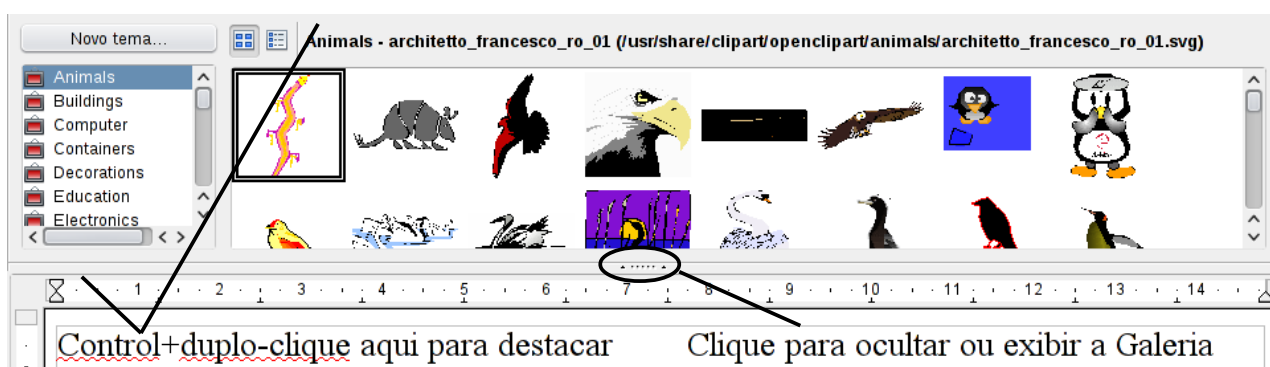 Novo tema...
Animals - architetto_francesco_ro_01 (/usr/share/clipart/openclipart/animals/architetto_francesco_ro_01.svg)
Animals
Buildings
Computer
Containers
Decorations
Education
Electronics
1 2 3 4 5 6 7 8 9 10 11 12 13 14
Control+duplo-clique aqui para destacar
Clique para ocultar ou exibir a Galeria